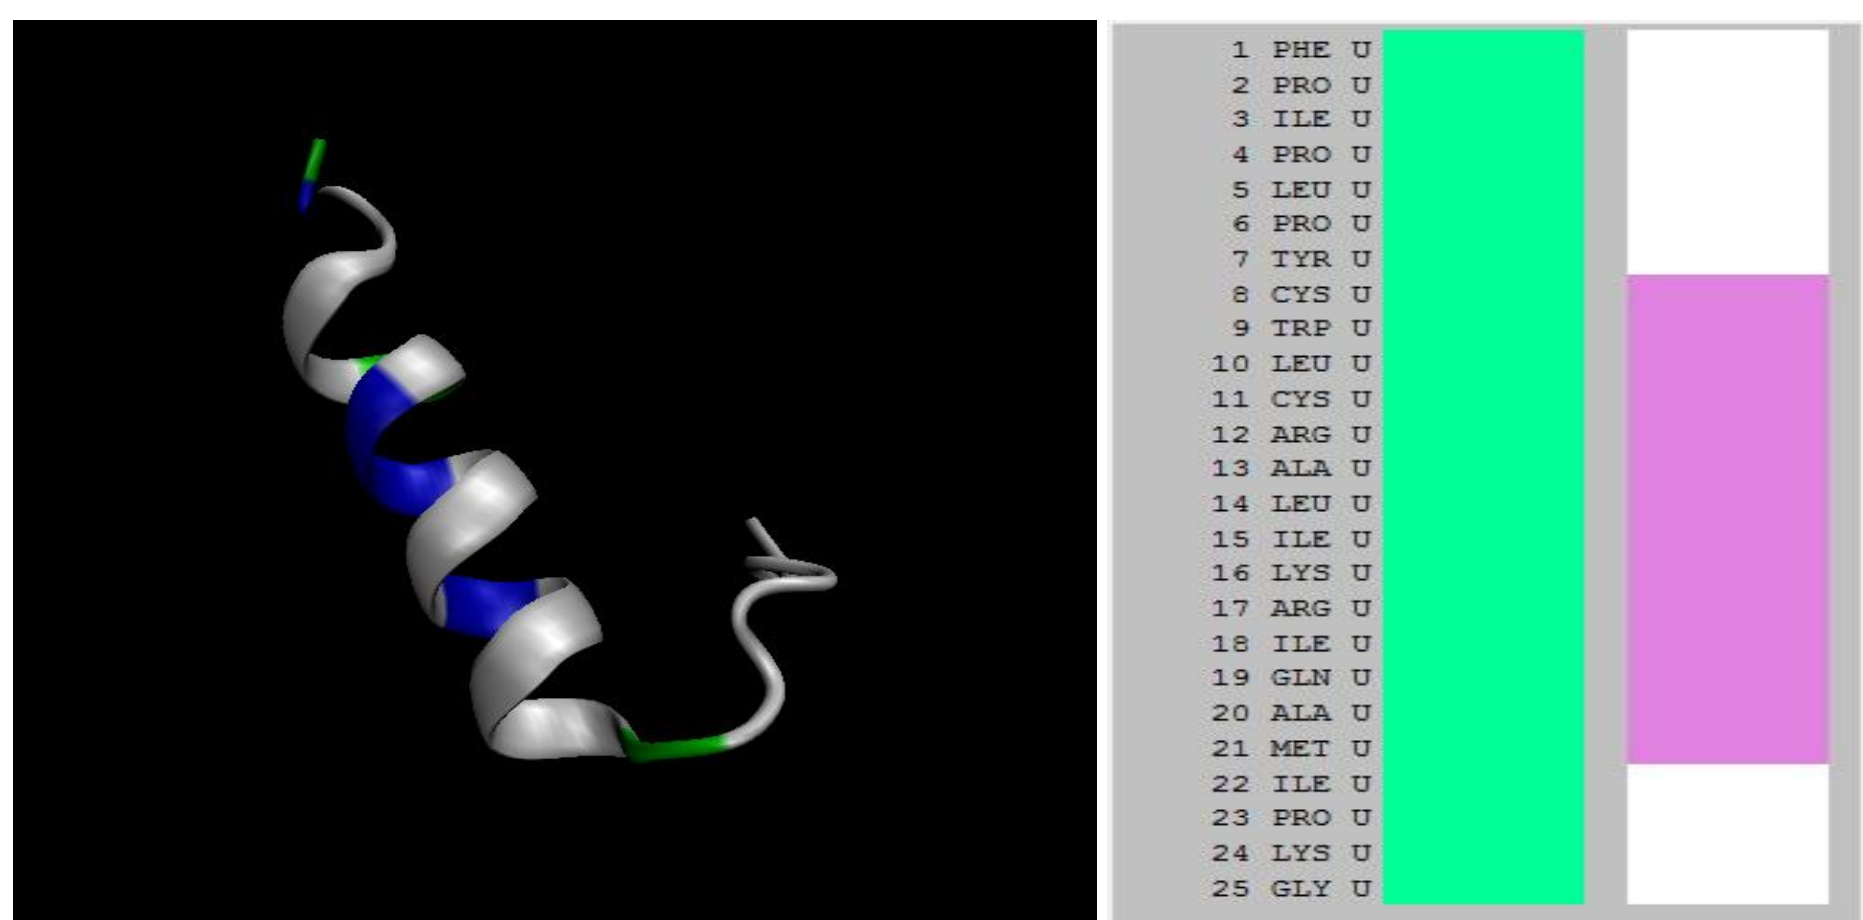 1 PHE U
2 PRO U
3 ILE U
4 PRO U
5 LEU U
6 PRO U
7 TYR U
8 CYS U
9 TRP U
10 LEU U
11 CYS U
12 ARG U
13 ALA U
14 LEU U
15 ILE U
16 LYS U
17 ARG U
18 ILE U
19 GLN U
20 ALA U
21 MET U
22 ILE U
23 PRO U
24 LYS U
25 GLY U